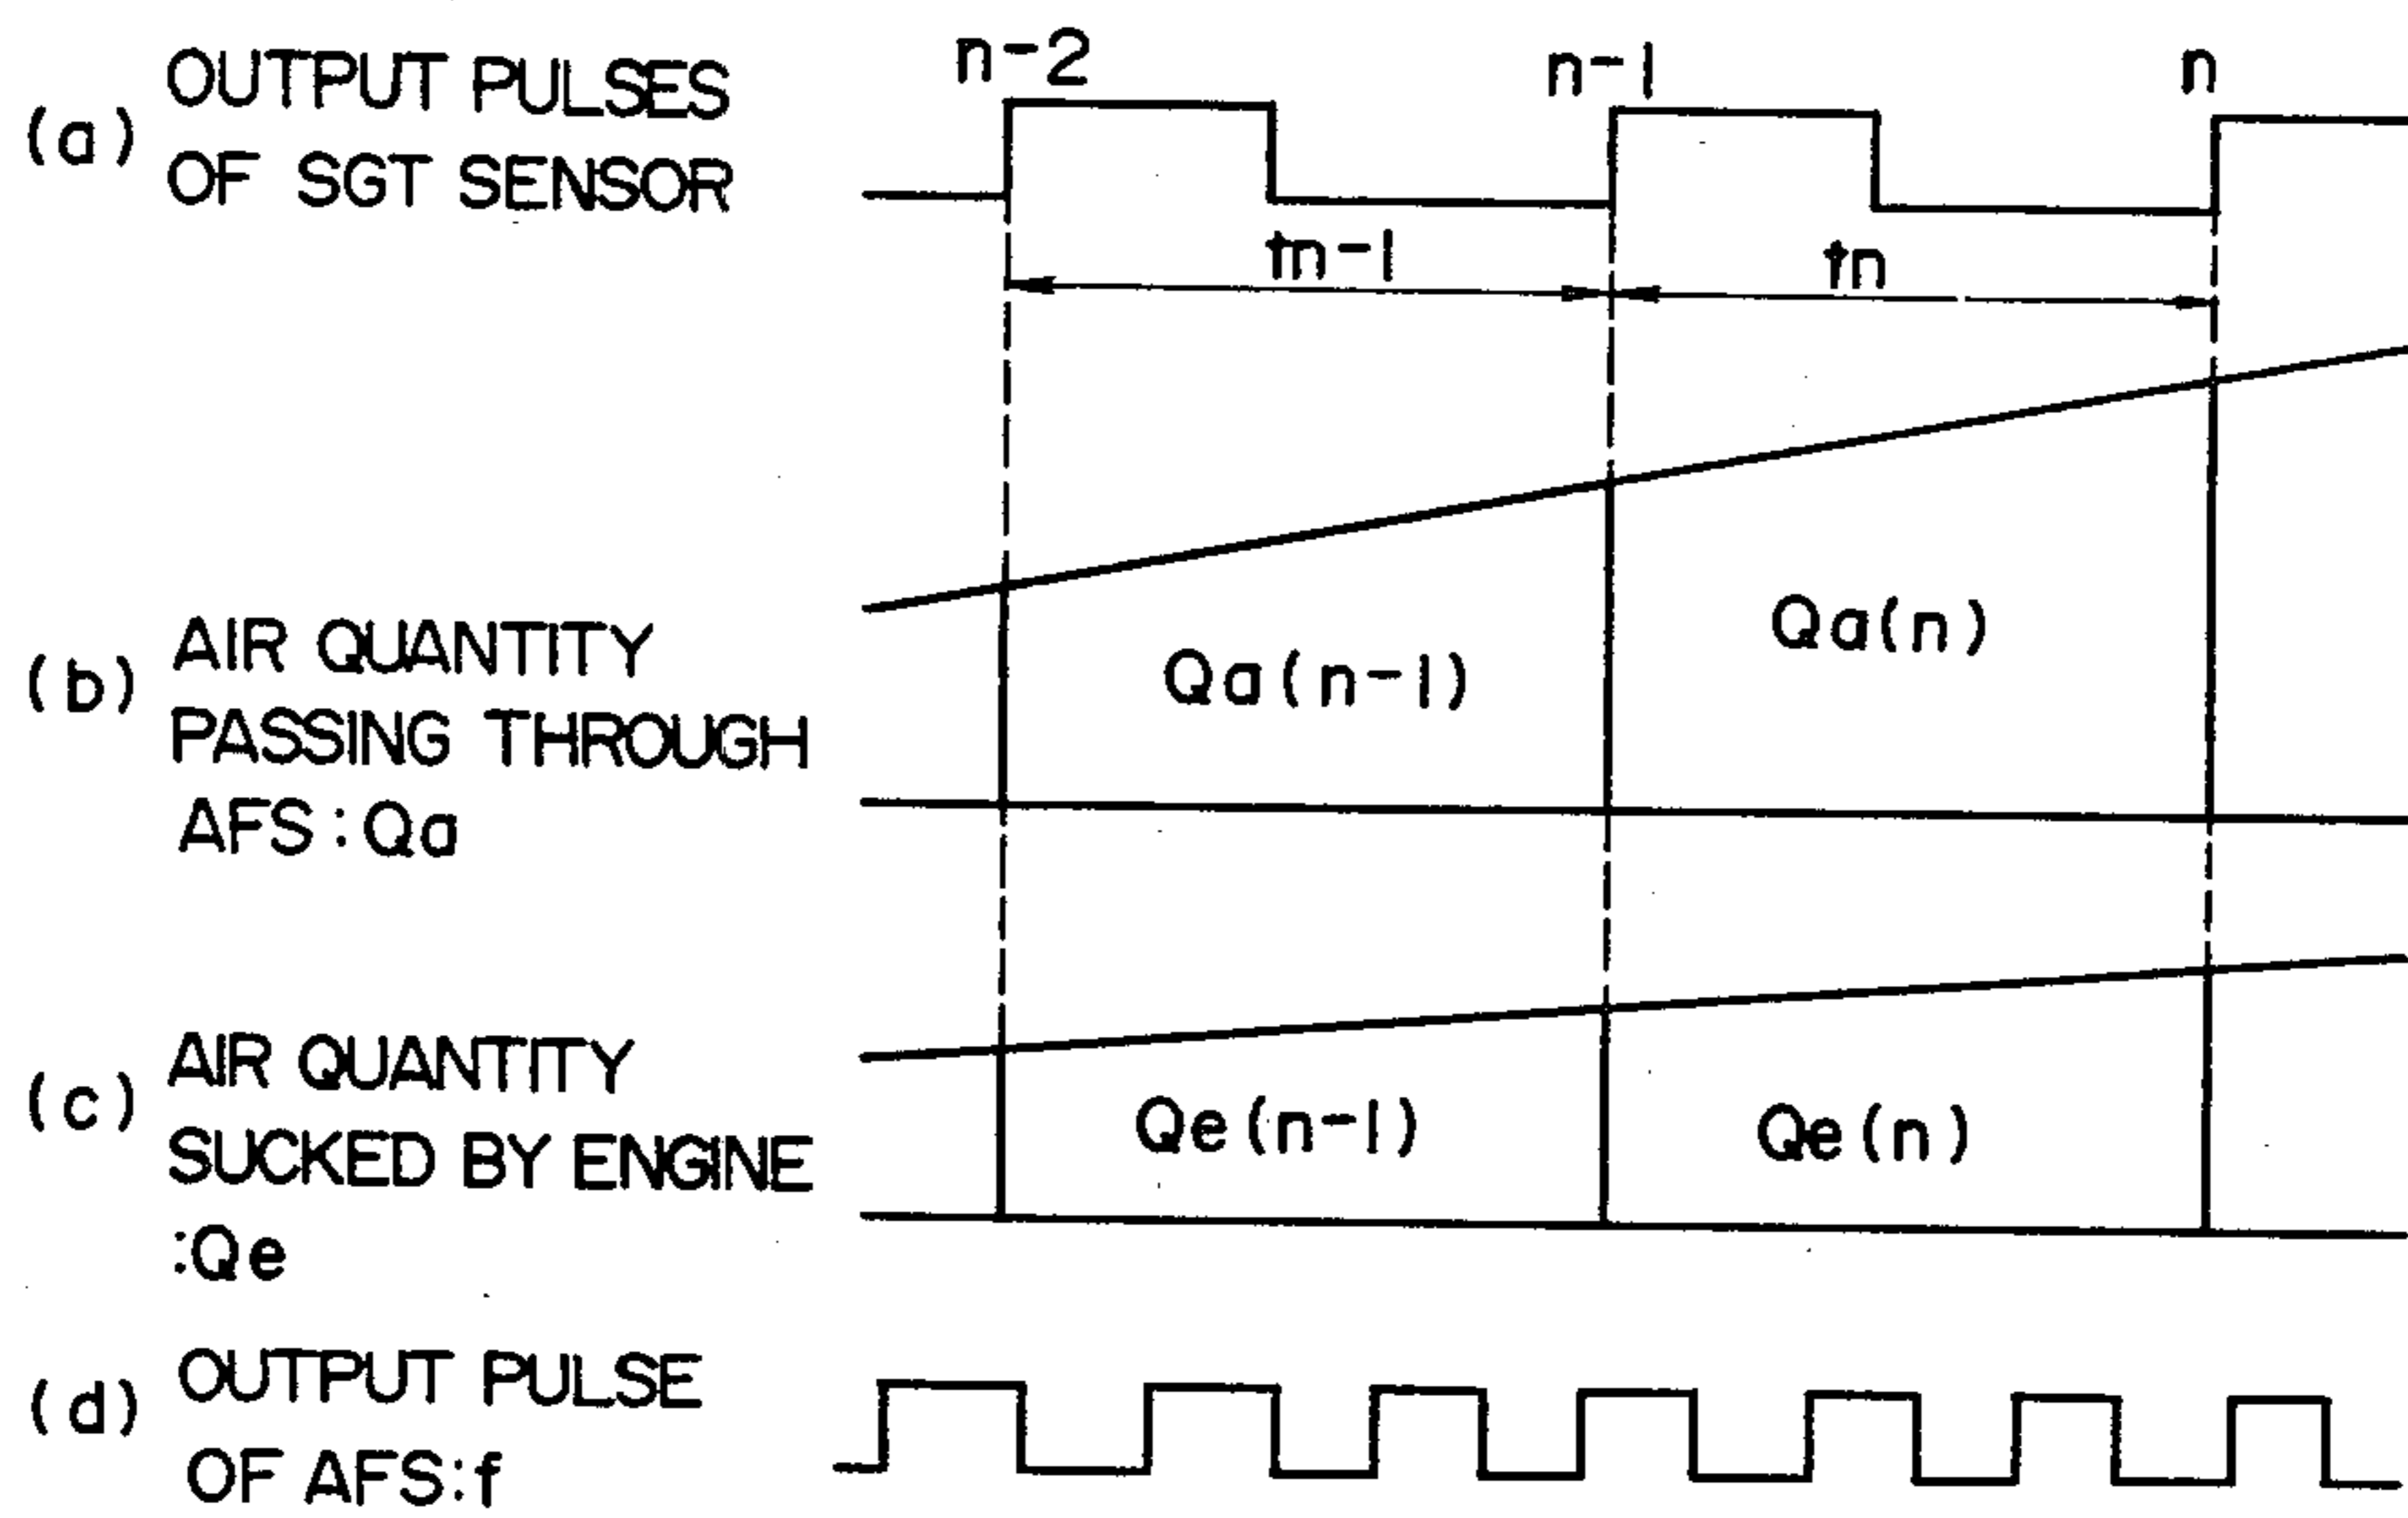 n-2
n-1
n
(a) OUTPUT PULSES
OF SGT SENSOR
tn-1
tn
(b) AIR QUANTITY
PASSING THROUGH
AFS : Qa
Qa(n-1)
Qa(n)
(c) AIR QUANTITY
SUCKED BY ENGINE
:Qe
Qe(n-1)
Qe(n)
(d) OUTPUT PULSE
OF AFS:f